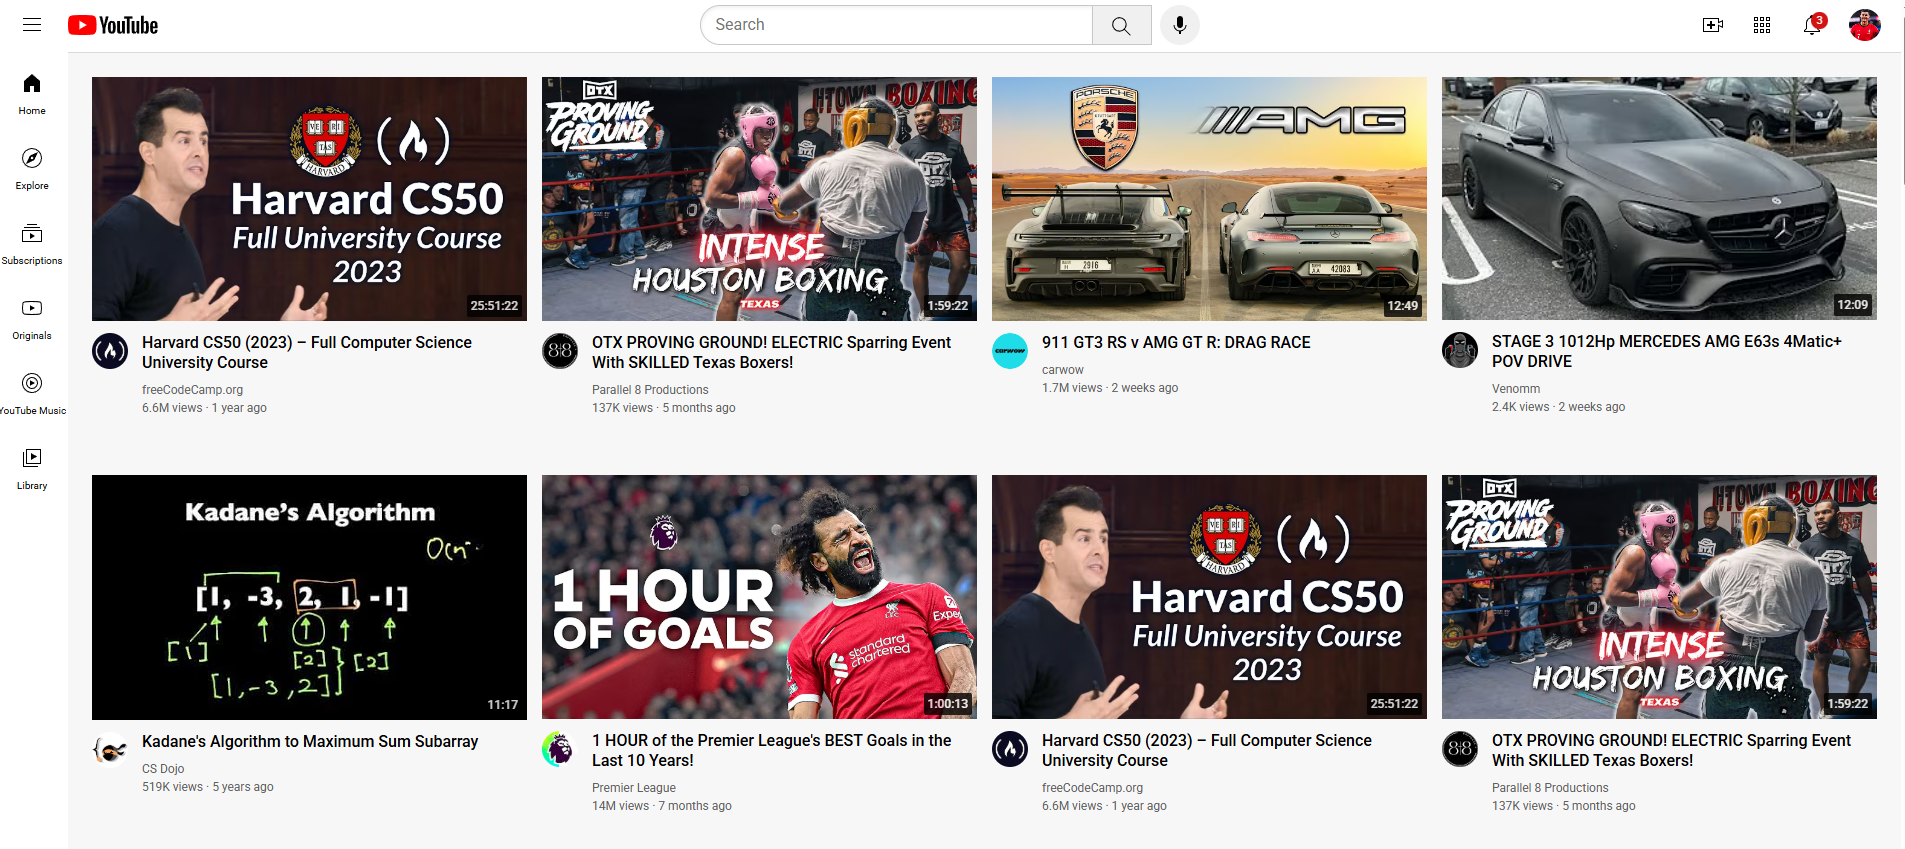 YouTube
Search
3
Home
Explore
Subscriptions
Originals
YouTube Music
Library
VE RI
TAS
HARVARD
Harvard CS50
Full University Course
2023
25:51:22
Harvard CS50 (2023) – Full Computer Science
University Course
freeCodeCamp.org
6.6M views · 1 year ago
OTX
PROVING
GROUND
HTOWN BOXING
OTX
INTENSE
HOUSTON BOXING
TEXAS
1:59:22
8|8
OTX PROVING GROUND! ELECTRIC Sparring Event
With SKILLED Texas Boxers!
Parallel 8 Productions
137K views · 5 months ago
PORSCHE
AMG
2916
42083
12:49
carwow
911 GT3 RS v AMG GT R: DRAG RACE
carwow
1.7M views · 2 weeks ago
12:09
STAGE 3 1012Hp MERCEDES AMG E63s 4Matic+
POV DRIVE
Venomm
2.4K views · 2 weeks ago
Kadane's Algorithm
[1, -3, 2, 1, -1]
[1]
[2]
[2]
[1,-3,2]
11:17
Kadane's Algorithm to Maximum Sum Subarray
CS Dojo
519K views · 5 years ago
1 HOUR
OF GOALS
Expe
standard
chartered
1:00:13
1 HOUR of the Premier League's BEST Goals in the
Last 10 Years!
Premier League
14M views · 7 months ago
VE RI
TAS
HARVARD
Harvard CS50
Full University Course
2023
25:51:22
Harvard CS50 (2023) – Full Computer Science
University Course
freeCodeCamp.org
6.6M views · 1 year ago
OTX
PROVING
GROUND
HTOWN BOXING
OTX
INTENSE
HOUSTON BOXING
TEXAS
1:59:22
8|8
OTX PROVING GROUND! ELECTRIC Sparring Event
With SKILLED Texas Boxers!
Parallel 8 Productions
137K views · 5 months ago